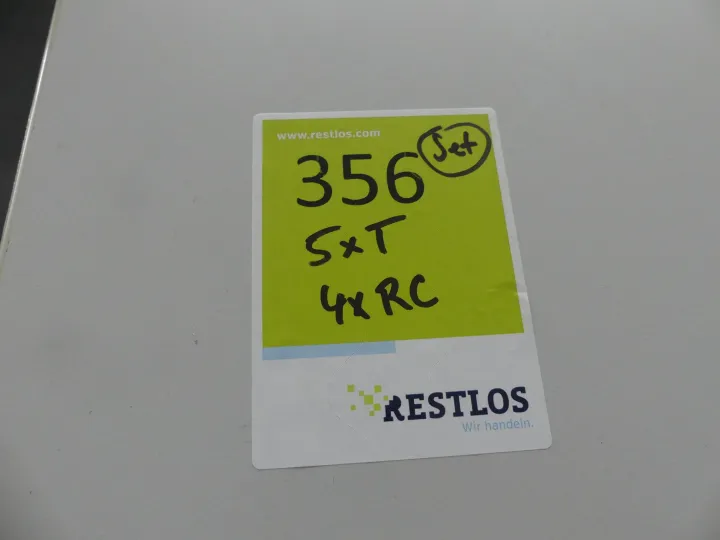 www.restlos.com
Set
356
5xT
4xRC
RESTLOS
Wir handeln.